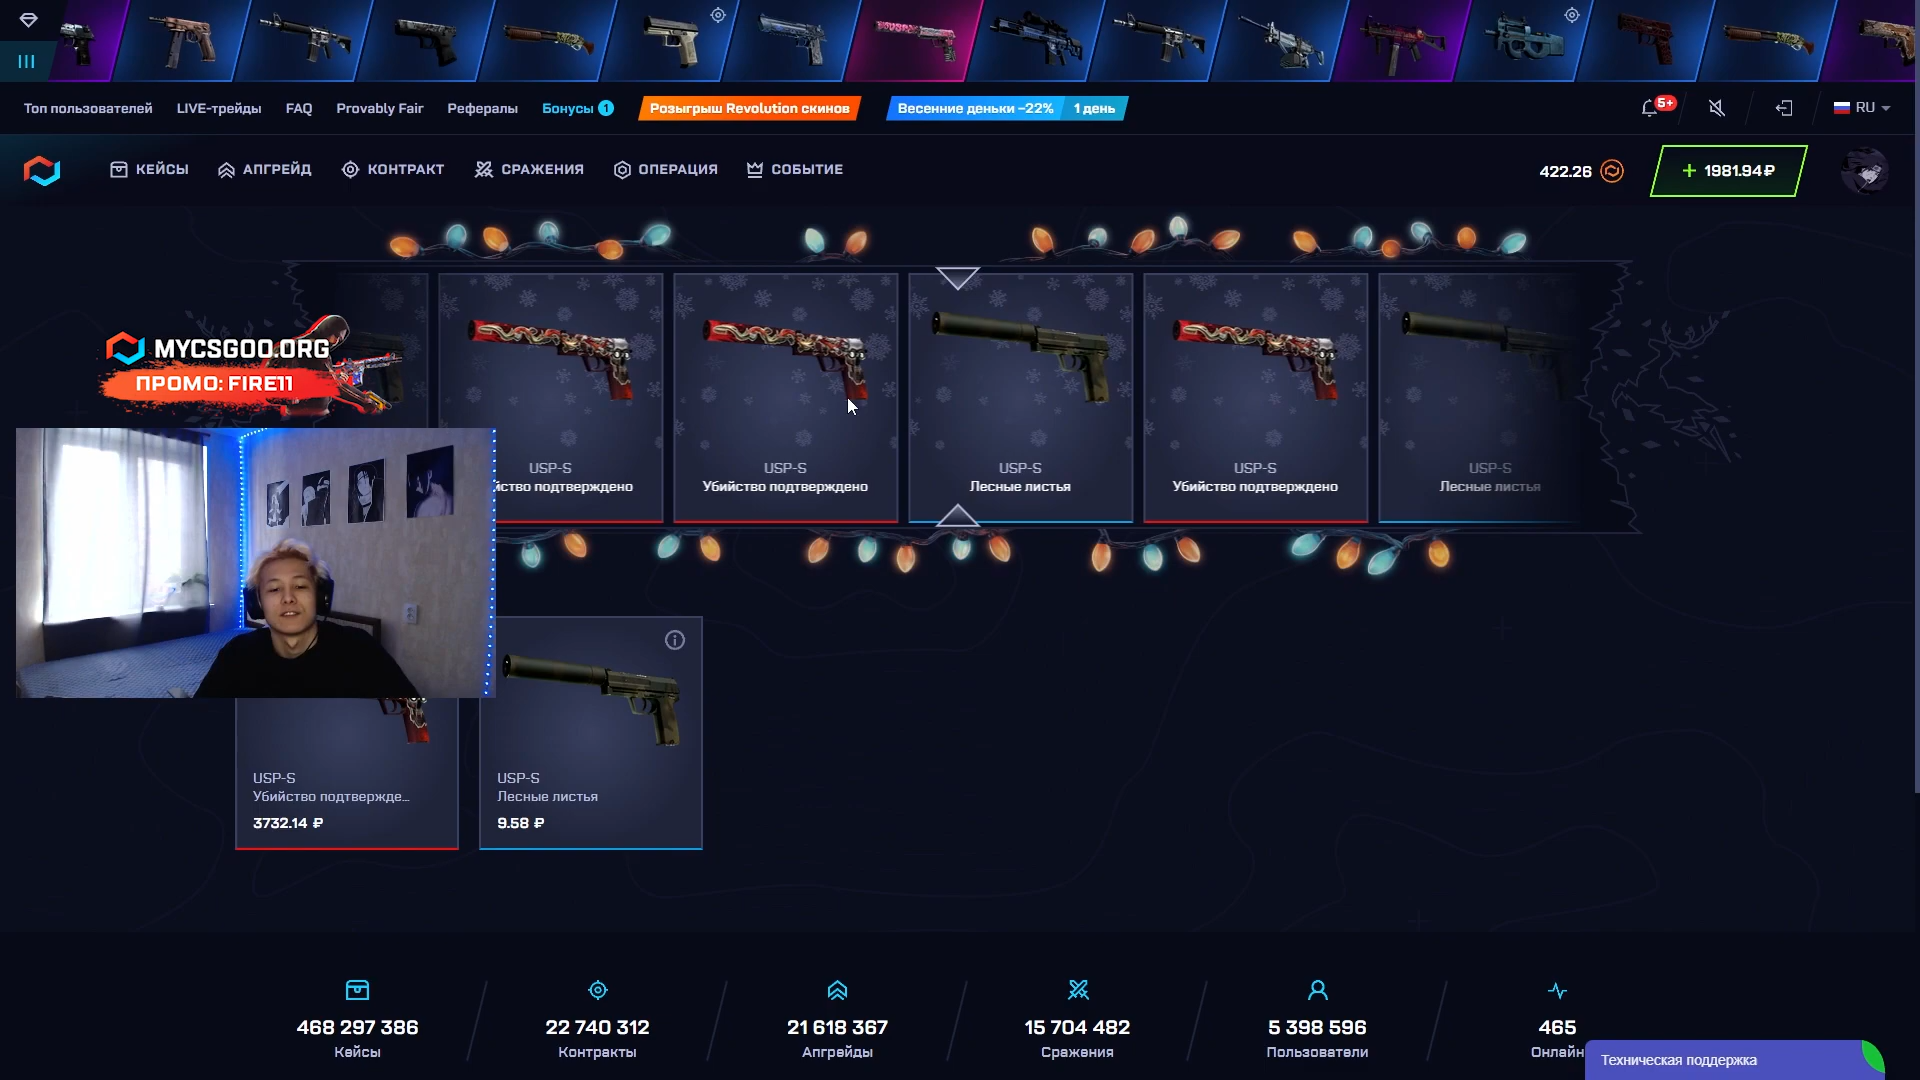 Топ пользователей LIVE-трейды FAQ Provably Fair Рефералы Бонусы 1 Розыгрыш Revolution скинов Весенние деньки -22% 1 день 5+ RU
КЕЙСЫ АПГРЕЙД КОНТРАКТ СРАЖЕНИЯ ОПЕРАЦИЯ СОБЫТИЕ 422.26 + 1981.94₽
MYCSGOO.ORG
ПРОМО: FIRE11
USP-S USP-S USP-S USP-S USP-S
йство подтверждено Убийство подтверждено Лесные листья Убийство подтверждено Лесные листья
USP-S
Убийство подтвержде...
3732.14 ₽
USP-S
Лесные листья
9.58 ₽
468 297 386 22 740 312 21 618 367 15 704 482 5 398 596 465
Кейсы Контракты Апгрейды Сражения Пользователи Онлайн
Техническая поддержка